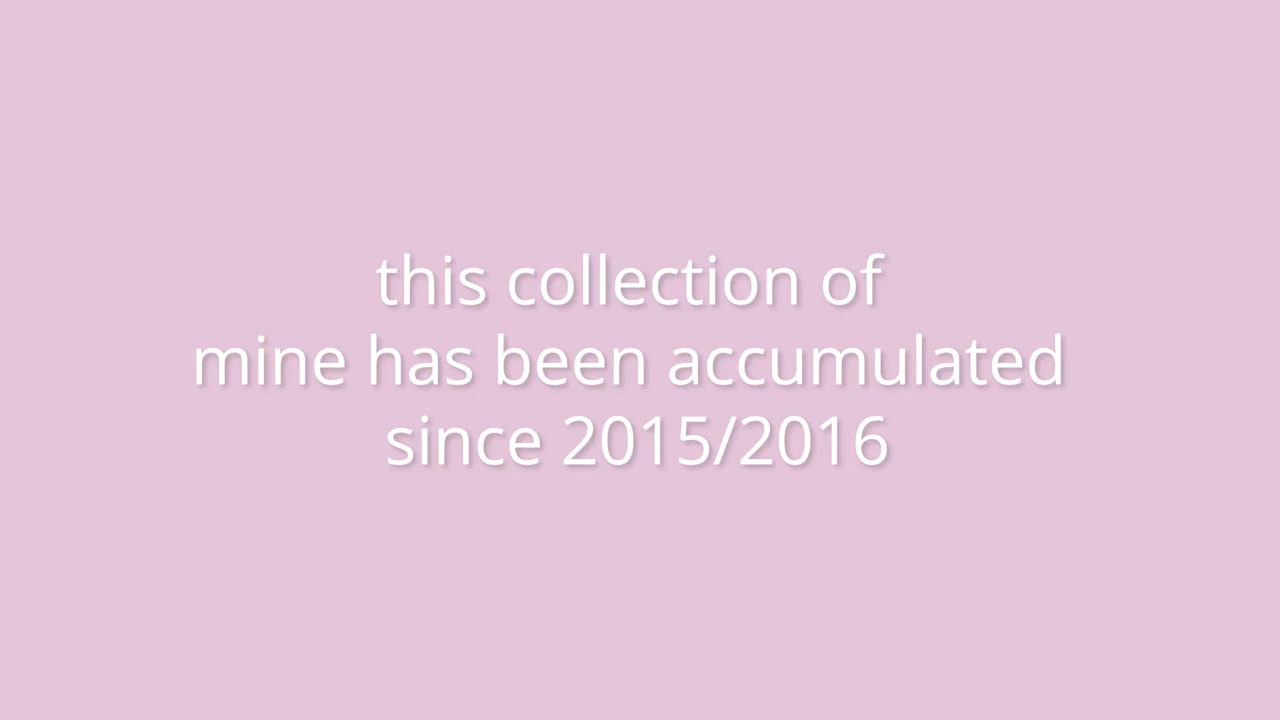 this collection of
mine has been accumulated
since 2015/2016